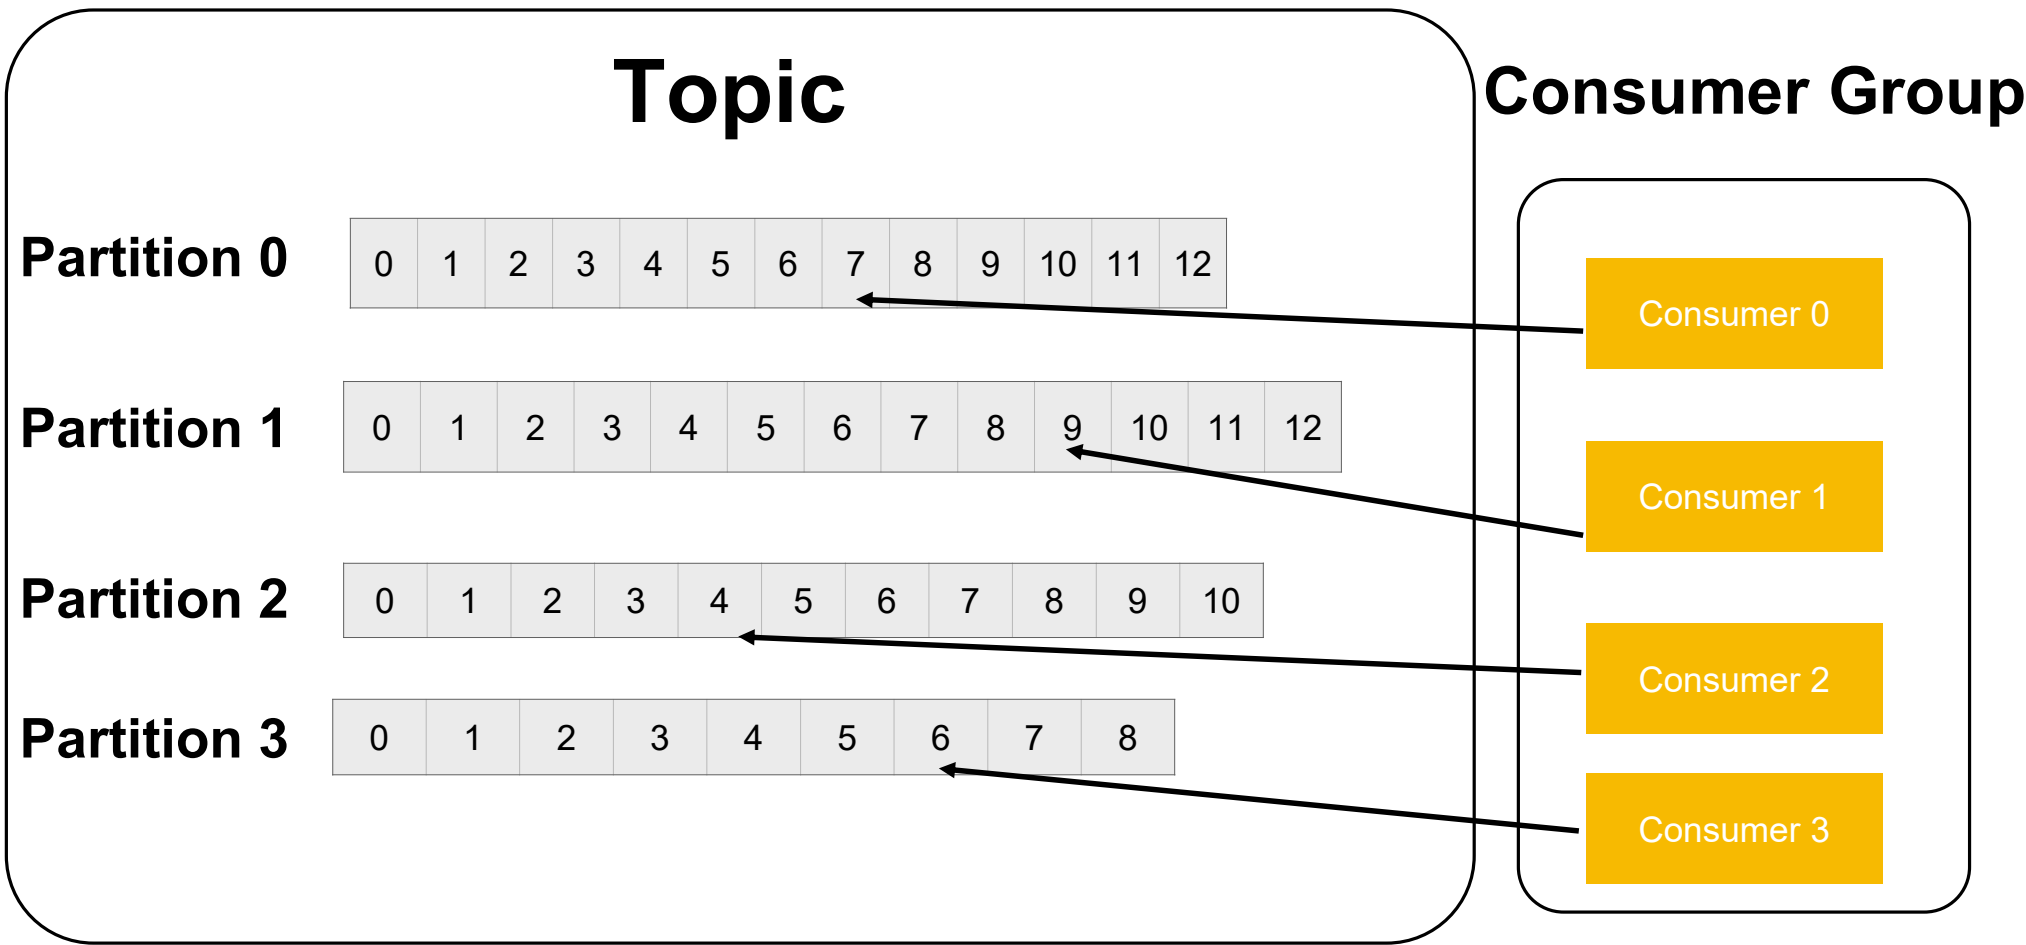 Topic
Consumer Group
Partition 0
0 1 2 3 4 5 6 7 8 9 10 11 12
Consumer 0
Partition 1
0 1 2 3 4 5 6 7 8 9 10 11 12
Consumer 1
Partition 2
0 1 2 3 4 5 6 7 8 9 10
Consumer 2
Partition 3
0 1 2 3 4 5 6 7 8
Consumer 3